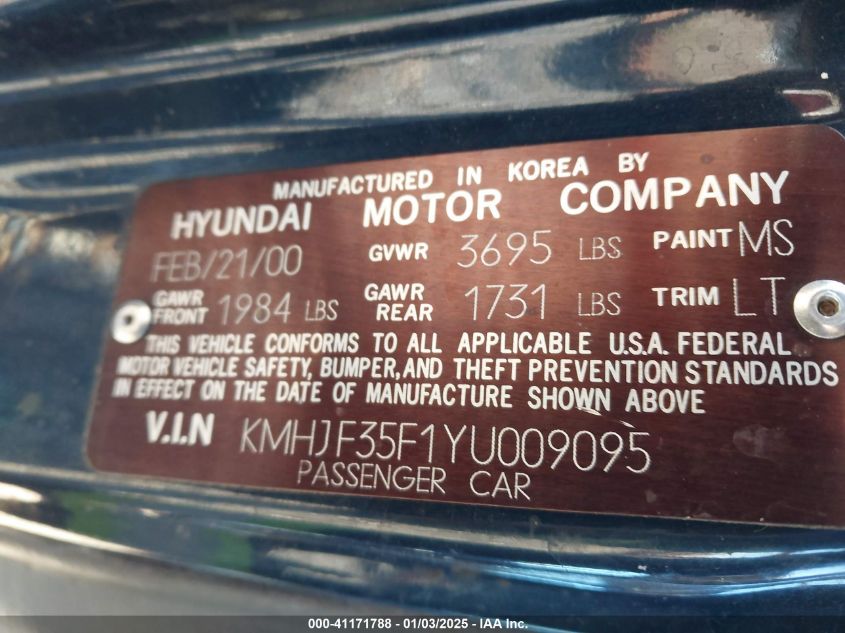 MANUFACTURED IN KOREA BY
HYUNDAI MOTOR COMPANY
FEB/21/00 GVWR 3695 LBS PAINT MS
GAWR FRONT 1984 LBS GAWR REAR 1731 LBS TRIM LT
THIS VEHICLE CONFORMS TO ALL APPLICABLE U.S.A. FEDERAL
MOTOR VEHICLE SAFETY, BUMPER, AND THEFT PREVENTION STANDARDS
IN EFFECT ON THE DATE OF MANUFACTURE SHOWN ABOVE
V.I.N KMHJF35F1YU009095
PASSENGER CAR
000-41171788 - 01/03/2025 - IAA Inc.